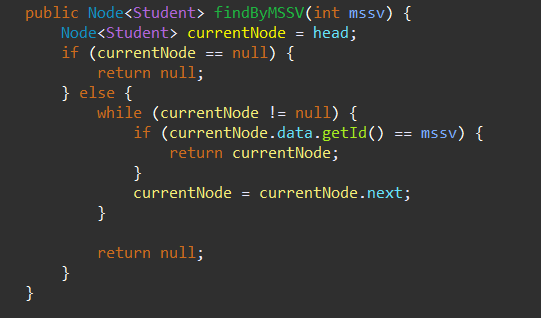 public Node<Student> findByMSSV(int mssv) {
    Node<Student> currentNode = head;
    if (currentNode == null) {
        return null;
    } else {
        while (currentNode != null) {
            if (currentNode.data.getId() == mssv) {
                return currentNode;
            }
            currentNode = currentNode.next;
        }

        return null;
    }
}